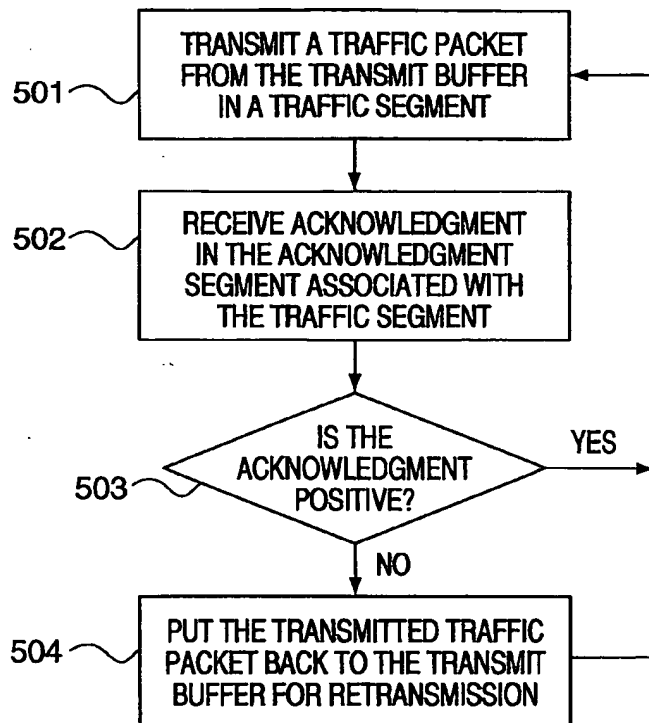 501
TRANSMIT A TRAFFIC PACKET
FROM THE TRANSMIT BUFFER
IN A TRAFFIC SEGMENT
502
RECEIVE ACKNOWLEDGMENT
IN THE ACKNOWLEDGMENT
SEGMENT ASSOCIATED WITH
THE TRAFFIC SEGMENT
503
IS THE
ACKNOWLEDGMENT
POSITIVE?
YES
NO
504
PUT THE TRANSMITTED TRAFFIC
PACKET BACK TO THE TRANSMIT
BUFFER FOR RETRANSMISSION